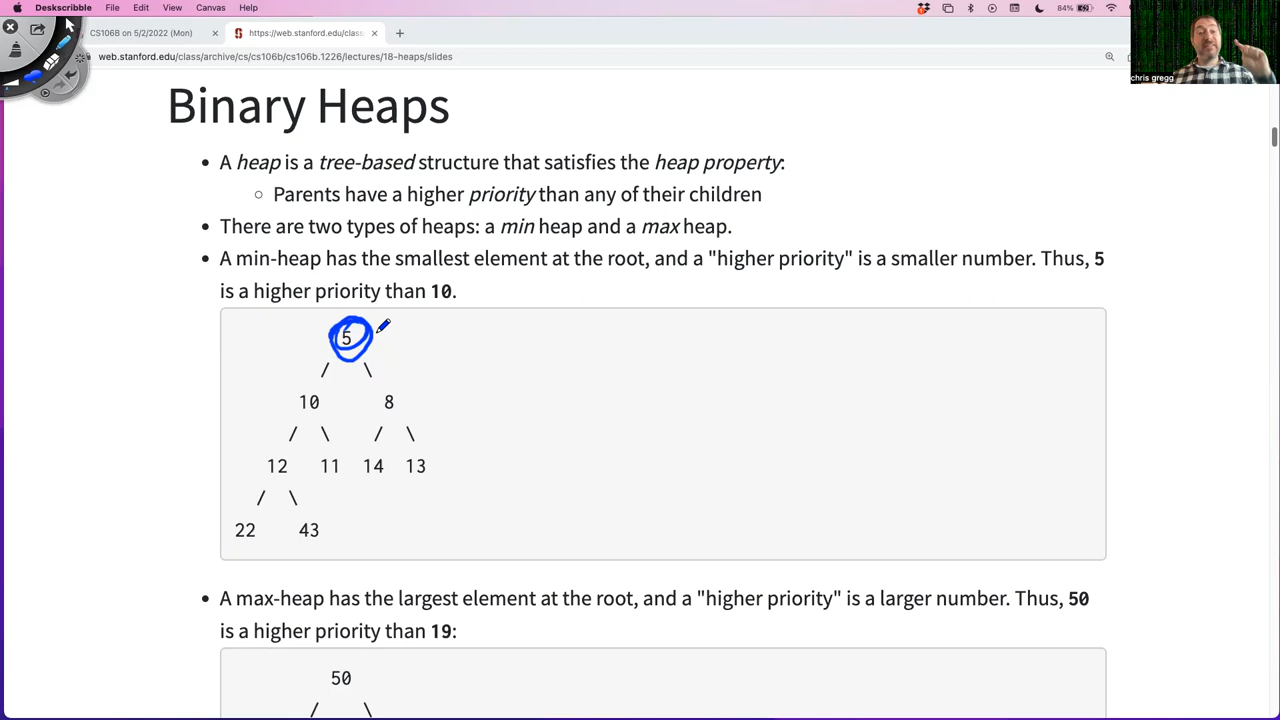 Deskscribble File Edit View Canvas Help 84%
CS106B on 5/2/2022 (Mon) × S https://web.stanford.edu/class × +
web.stanford.edu/class/archive/cs/cs106b/cs106b.1226/lectures/18-heaps/slides
chris gregg
Binary Heaps
• A heap is a tree-based structure that satisfies the heap property:
○ Parents have a higher priority than any of their children
• There are two types of heaps: a min heap and a max heap.
• A min-heap has the smallest element at the root, and a "higher priority" is a smaller number. Thus, 5
is a higher priority than 10.
5
/ \
10 8
/ \ / \
12 11 14 13
/ \
22 43
• A max-heap has the largest element at the root, and a "higher priority" is a larger number. Thus, 50
is a higher priority than 19:
50
/ \